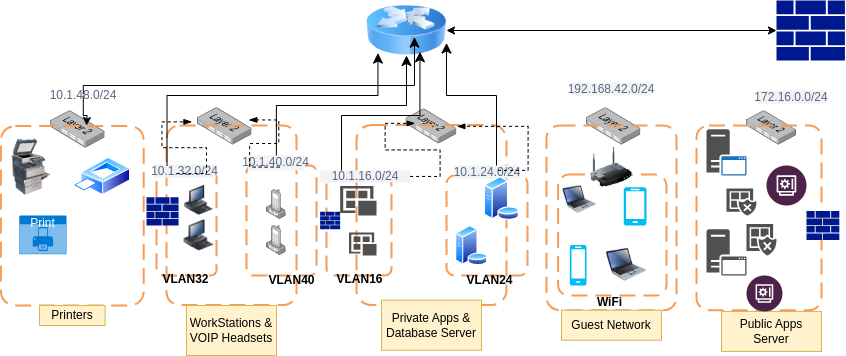 10.1.48.0/24
192.168.42.0/24
172.16.0.0/24
Layer 2
Layer 2
Layer 2
Layer 2
Layer 2
10.1.32.0/24
10.1.40.0/24
10.1.16.0/24
10.1.24.0/24
Print
VLAN32
VLAN40
VLAN16
VLAN24
WiFi
Printers
WorkStations &
VOIP Headsets
Private Apps &
Database Server
Guest Network
Public Apps
Server